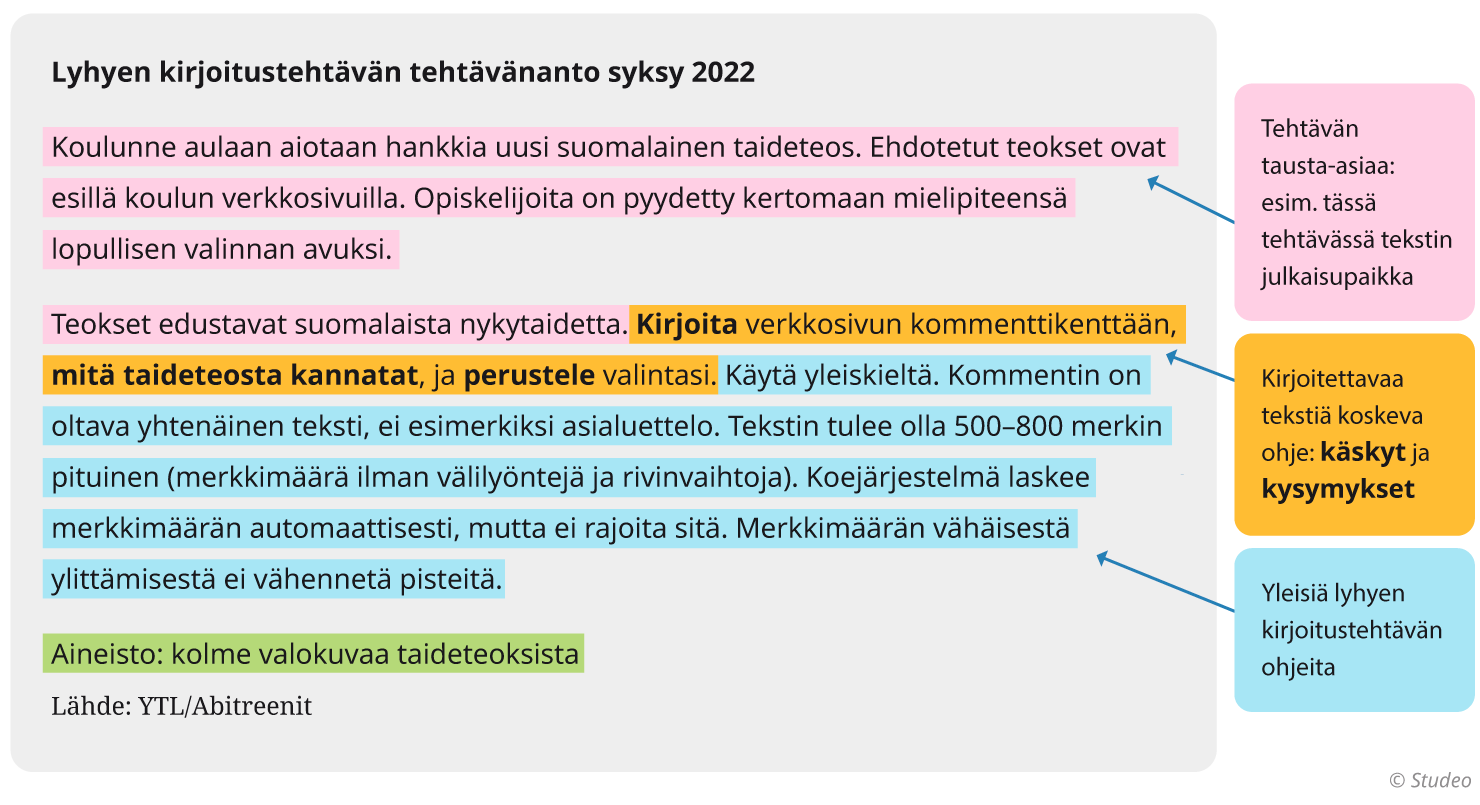 Lyhyen kirjoitustehtävän tehtävänanto syksy 2022
Koulunne aulaan aiotaan hankkia uusi suomalainen taideteos. Ehdotetut teokset ovat
esillä koulun verkkosivuilla. Opiskelijoita on pyydetty kertomaan mielipiteensä
lopullisen valinnan avuksi.
Teokset edustavat suomalaista nykytaidetta. Kirjoita verkkosivun kommenttikenttään,
mitä taideteosta kannatat, ja perustele valintasi. Käytä yleiskieltä. Kommentin on
oltava yhtenäinen teksti, ei esimerkiksi asialuettelo. Tekstin tulee olla 500–800 merkin
pituinen (merkkimäärä ilman välilyöntejä ja rivinvaihtoja). Koejärjestelmä laskee
merkkimäärän automaattisesti, mutta ei rajoita sitä. Merkkimäärän vähäisestä
ylittämisestä ei vähennetä pisteitä.
Aineisto: kolme valokuvaa taideteoksista
Lähde: YTL/Abitreenit
Tehtävän
tausta-asiaa:
esim. tässä
tehtävässä tekstin
julkaisupaikka
Kirjoitettavaa
tekstiä koskeva
ohje: käskyt ja
kysymykset
Yleisiä lyhyen
kirjoitustehtävän
ohjeita
© Studeo